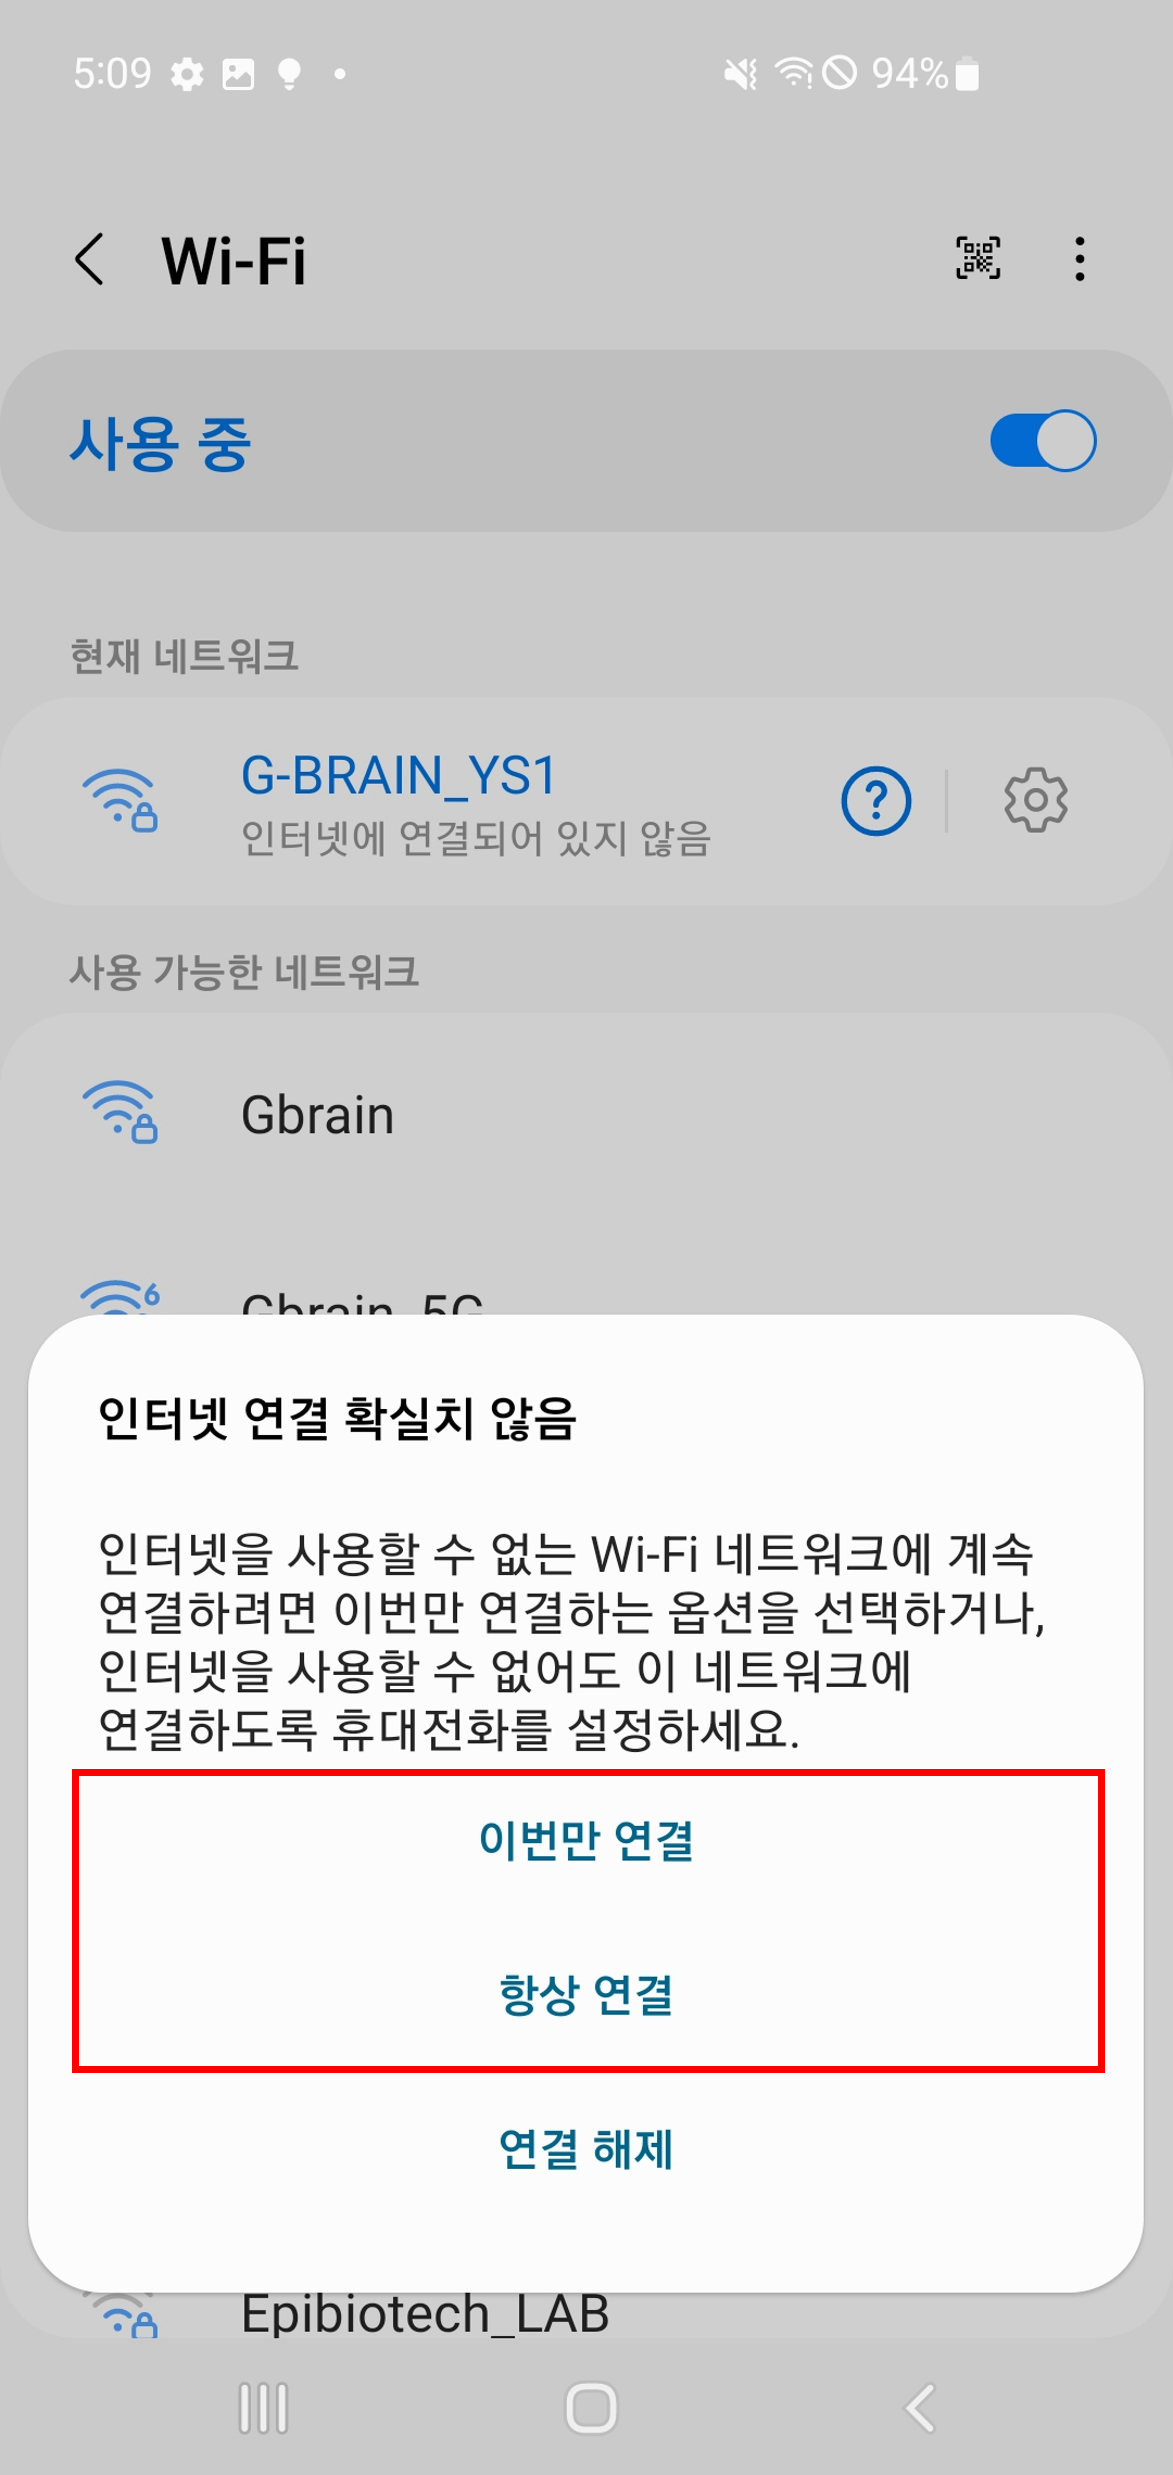 5:09
94%
Wi-Fi
사용 중
현재 네트워크
G-BRAIN_YS1
인터넷에 연결되어 있지 않음
사용 가능한 네트워크
Gbrain
Gbrain_5G
인터넷 연결 확실치 않음
인터넷을 사용할 수 없는 Wi-Fi 네트워크에 계속
연결하려면 이번만 연결하는 옵션을 선택하거나,
인터넷을 사용할 수 없어도 이 네트워크에
연결하도록 휴대전화를 설정하세요.
이번만 연결
항상 연결
연결 해제
Epibiotech_LAB